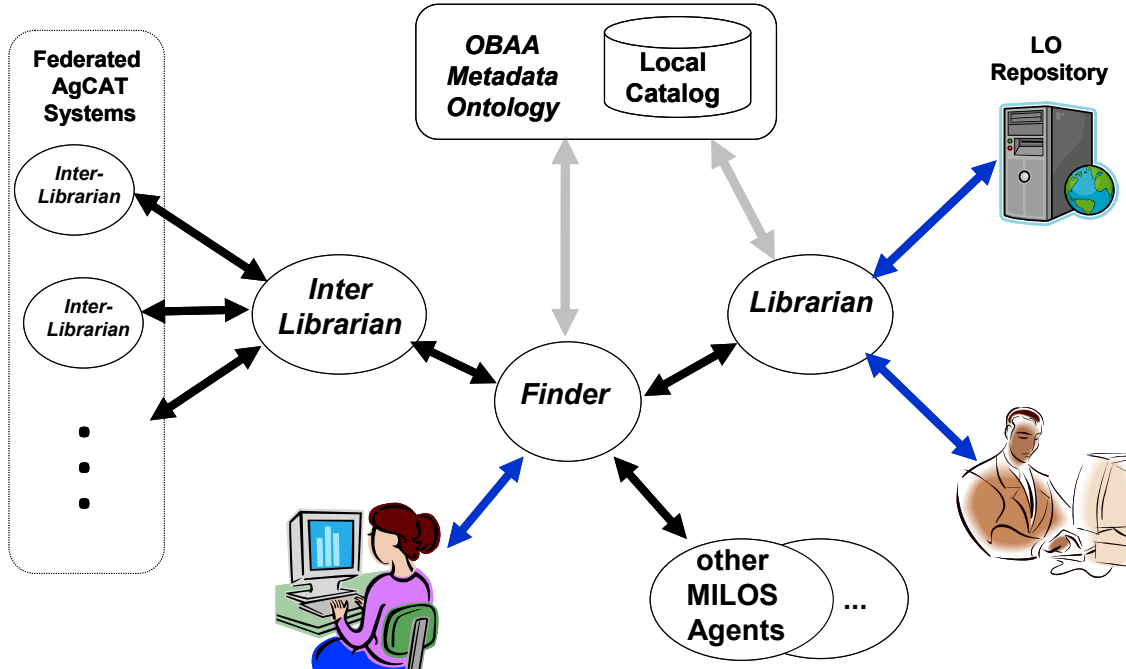 Federated
AgCAT
Systems
Inter-
Librarian
Inter-
Librarian
Inter
Librarian
OBAA
Metadata
Ontology
Local
Catalog
LO
Repository
Librarian
Finder
other
MILOS
Agents
...